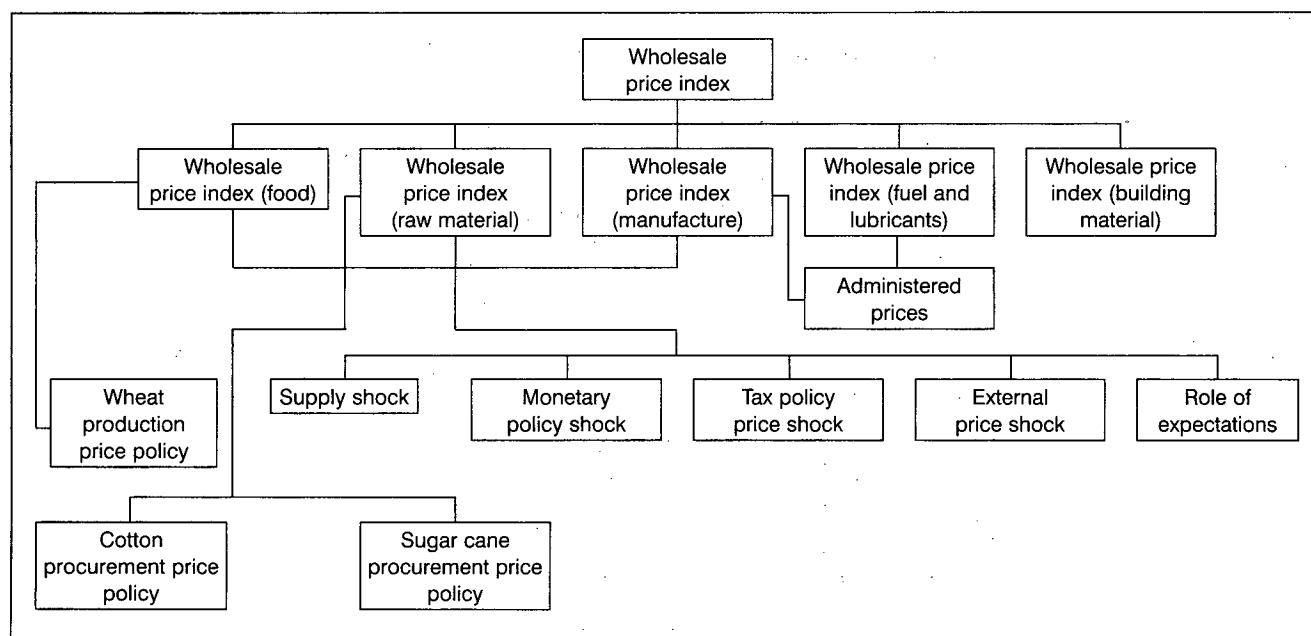 Wholesale
price index
Wholesale
price index (food)
Wholesale
price index
(raw material)
Wholesale
price index
(manufacture)
Wholesale price
index (fuel and
lubricants)
Wholesale price
index (building
material)
Administered
prices
Wheat
production
price policy
Supply shock
Monetary
policy shock
Tax policy
price shock
External
price shock
Role of
expectations
Cotton
procurement price
policy
Sugar cane
procurement price
policy